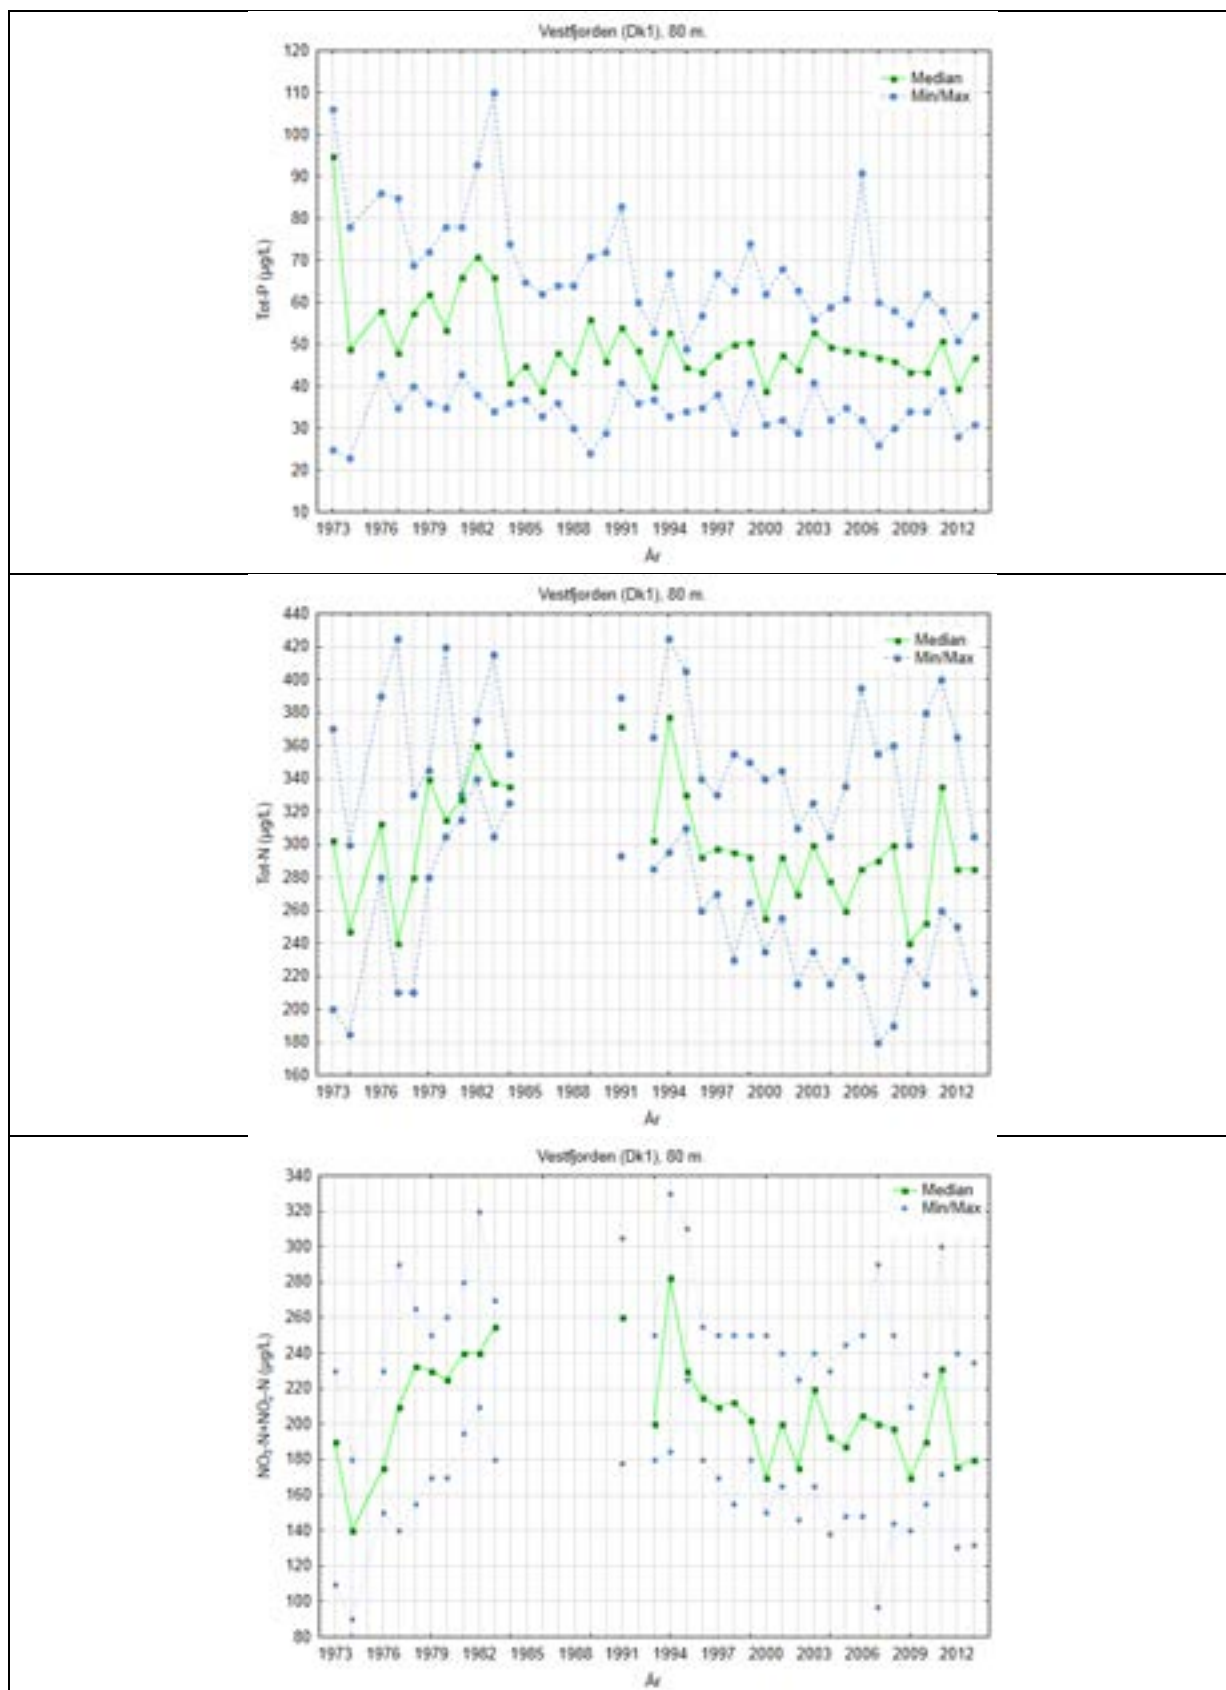 Vestfjorden (Dk1), 80 m.
Median
Min/Max
120
110
100
90
80
70
60
50
40
30
20
10
Tot-P (µg/L)
1973 1976 1979 1982 1985 1988 1991 1994 1997 2000 2003 2006 2009 2012
År
Vestfjorden (Dk1), 80 m.
Median
Min/Max
440
420
400
380
360
340
320
300
280
260
240
220
200
180
160
Tot-N (µg/L)
1973 1976 1979 1982 1985 1988 1991 1994 1997 2000 2003 2006 2009 2012
År
Vestfjorden (Dk1), 80 m.
Median
Min/Max
340
320
300
280
260
240
220
200
180
160
140
120
100
80
NO₃-N+NO₂-N (µg/L)
1973 1976 1979 1982 1985 1988 1991 1994 1997 2000 2003 2006 2009 2012
År